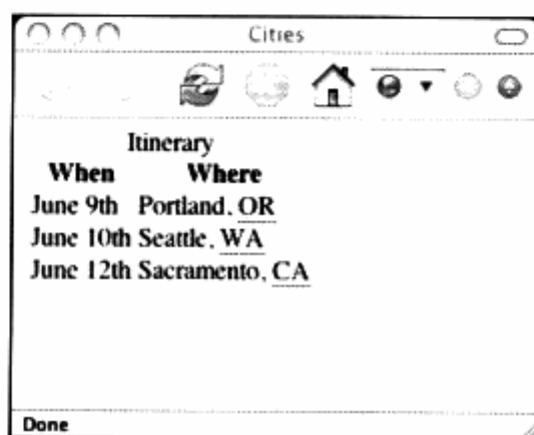 Cities
Itinerary
When Where
June 9th Portland, OR
June 10th Seattle, WA
June 12th Sacramento, CA
Done